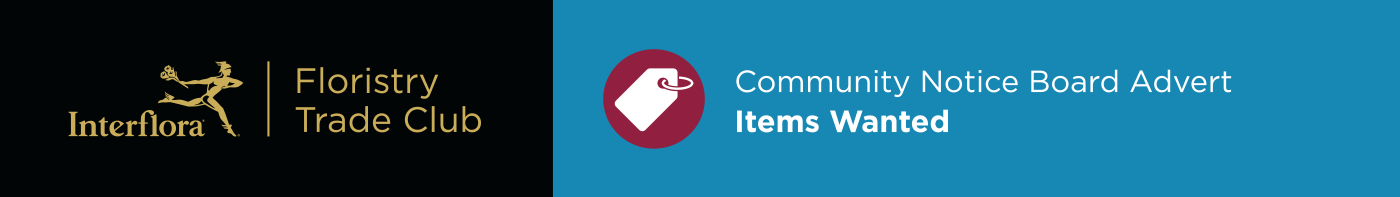 Interflora
Floristry
Trade Club
Community Notice Board Advert
Items Wanted